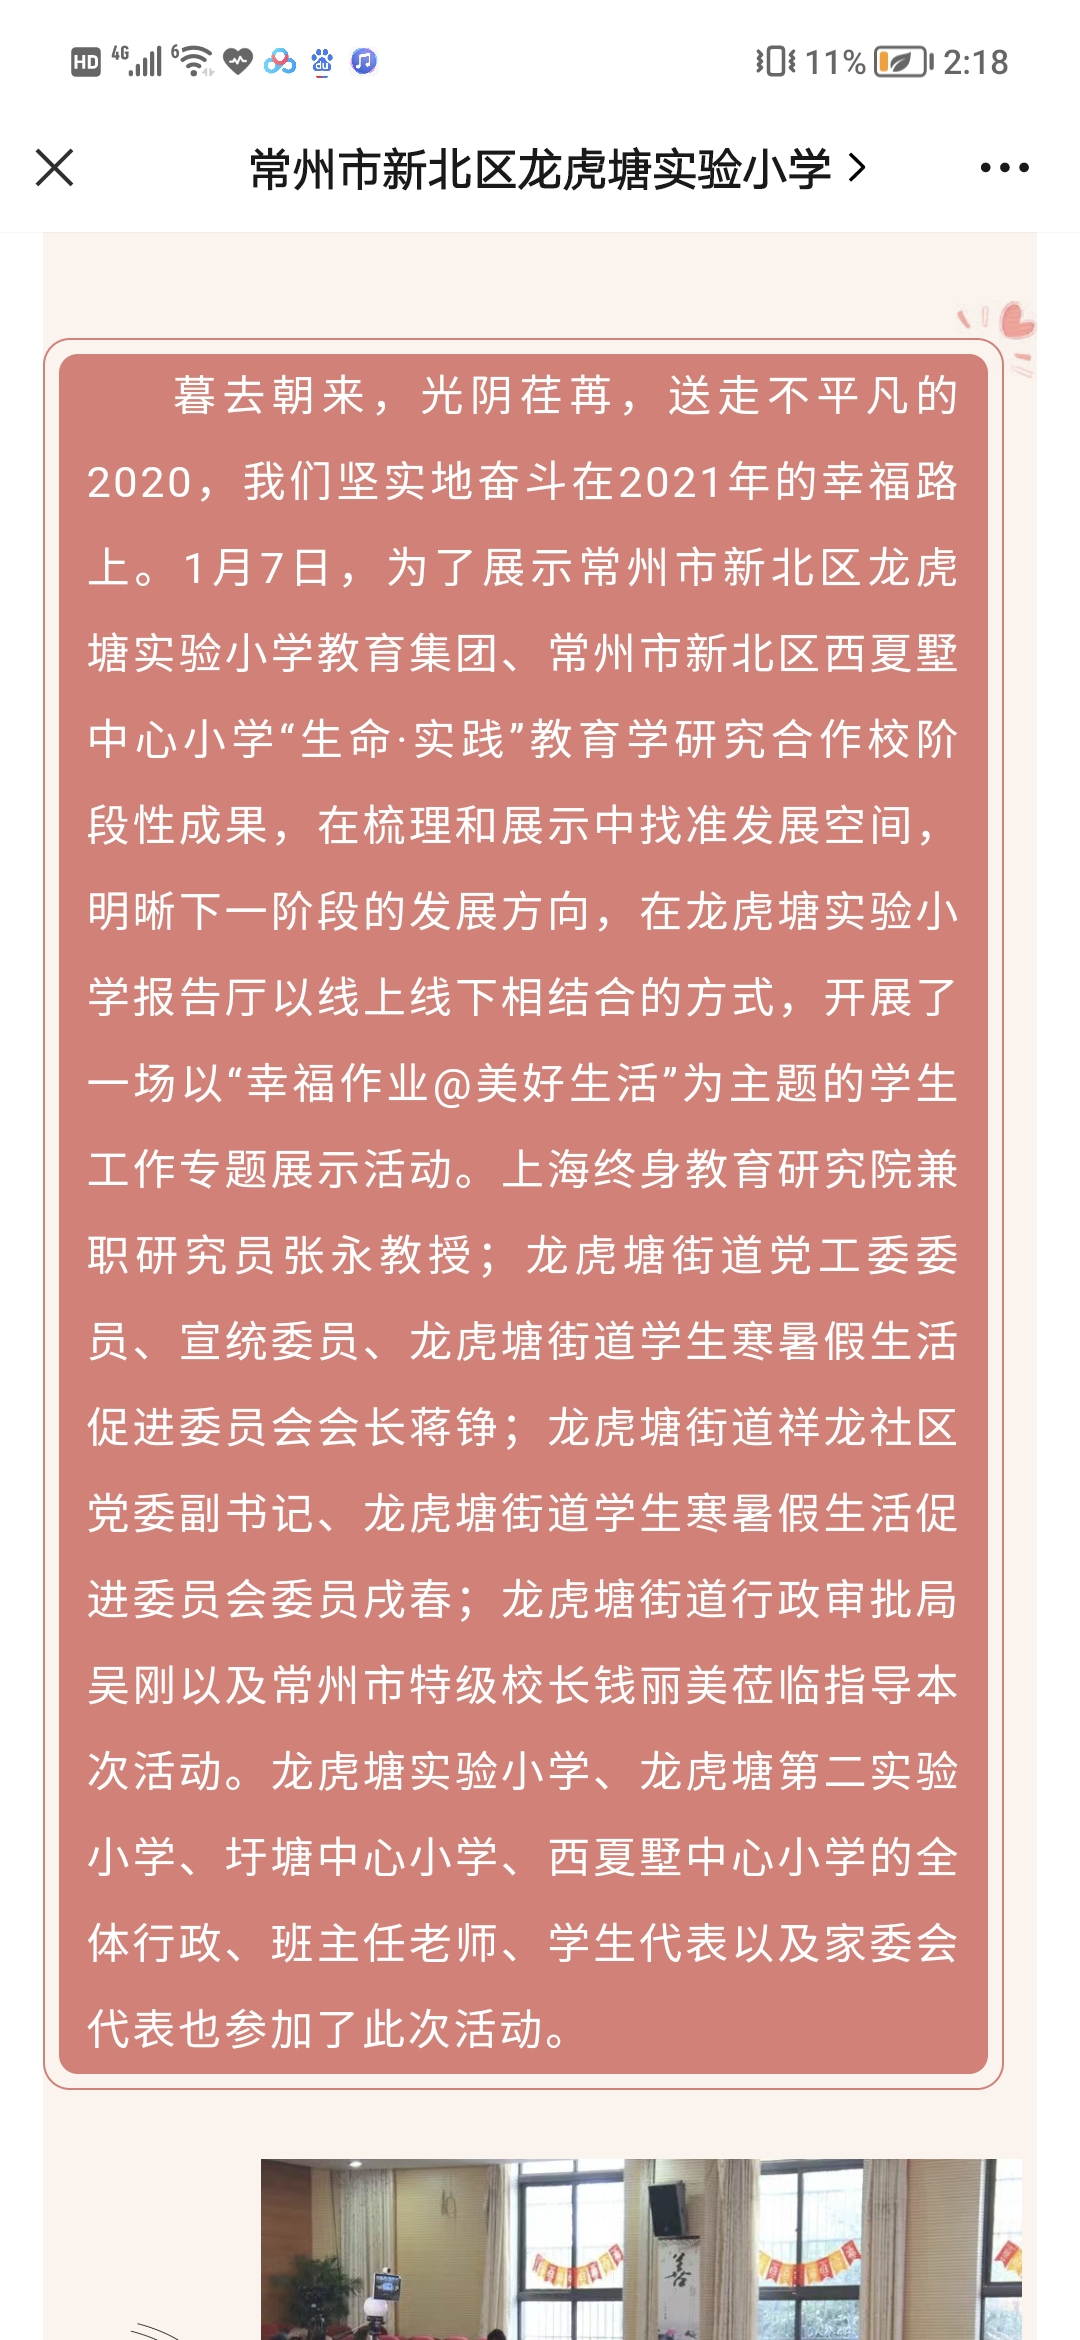 HD 4G 6 11% 2:18
常州市新北区龙虎塘实验小学
暮去朝来，光阴荏苒，送走不平凡的
2020，我们坚实地奋斗在2021年的幸福路
上。1月7日，为了展示常州市新北区龙虎
塘实验小学教育集团、常州市新北区西夏墅
中心小学“生命·实践”教育学研究合作校阶
段性成果，在梳理和展示中找准发展空间，
明晰下一阶段的发展方向，在龙虎塘实验小
学报告厅以线上线下相结合的方式，开展了
一场以“幸福作业@美好生活”为主题的学生
工作专题展示活动。上海终身教育研究院兼
职研究员张永教授；龙虎塘街道党工委委
员、宣统委员、龙虎塘街道学生寒暑假生活
促进委员会会长蒋铮；龙虎塘街道祥龙社区
党委副书记、龙虎塘街道学生寒暑假生活促
进委员会委员戌春；龙虎塘街道行政审批局
吴刚以及常州市特级校长钱丽美莅临指导本
次活动。龙虎塘实验小学、龙虎塘第二实验
小学、圩塘中心小学、西夏墅中心小学的全
体行政、班主任老师、学生代表以及家委会
代表也参加了此次活动。
善